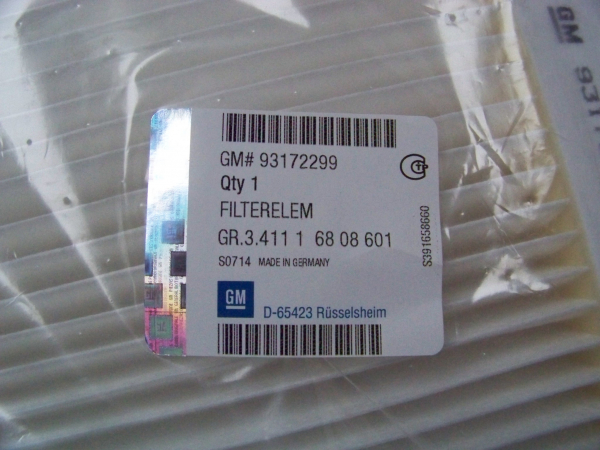 GM# 93172299
Qty 1
FILTERELEM
GR.3.411 1 68 08 601
S0714 MADE IN GERMANY
GM
D-65423 Rüsselsheim
S391658660
GM 9317